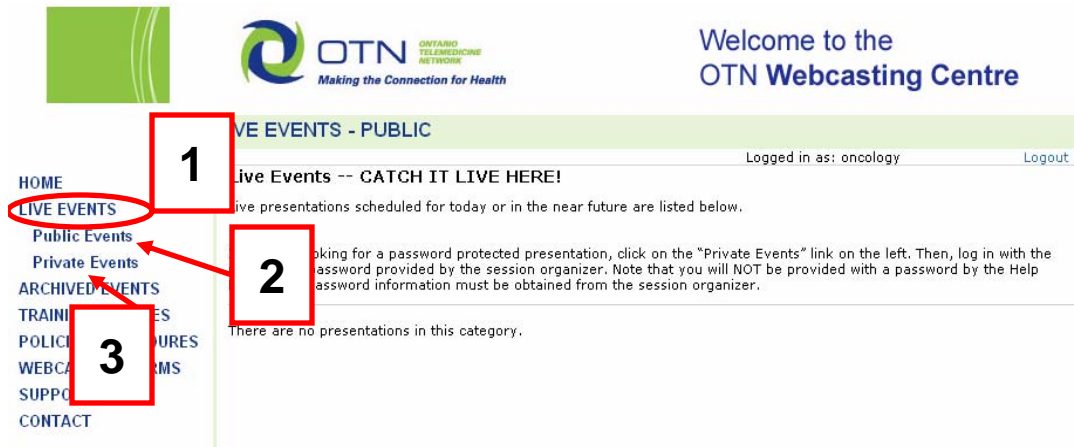 OTN ONTARIO
TELEMEDICINE
NETWORK
Making the Connection for Health
Welcome to the
OTN Webcasting Centre
VE EVENTS - PUBLIC
Logged in as: oncology Logout
Live Events -- CATCH IT LIVE HERE!
Live presentations scheduled for today or in the near future are listed below.
oking for a password protected presentation, click on the "Private Events" link on the left. Then, log in with the
assword provided by the session organizer. Note that you will NOT be provided with a password by the Help
assword information must be obtained from the session organizer.
There are no presentations in this category.
HOME
LIVE EVENTS
Public Events
Private Events
ARCHIVED EVENTS
TRAINI ES
POLICI URES
WEBCA RMS
SUPPO
CONTACT
1
2
3